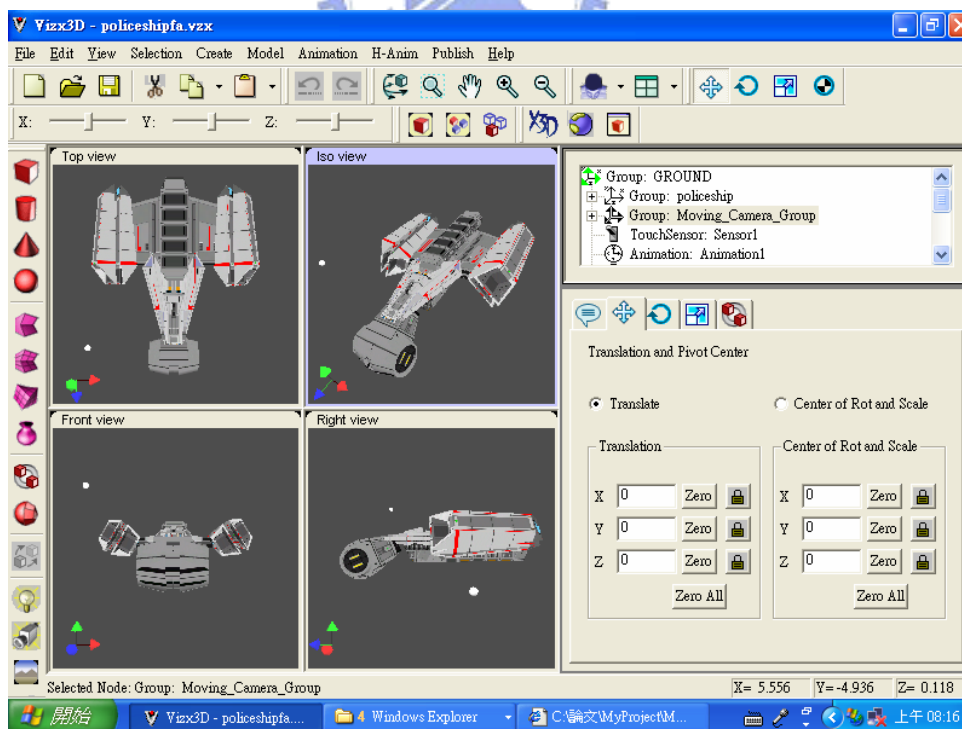 Vizx3D - policeshipfa.vzx
File Edit View Selection Create Model Animation H-Anim Publish Help
X: Y: Z: X3D
Top view
Iso view
Front view
Right view
Group: GROUND
Group: policeship
Group: Moving_Camera_Group
TouchSensor: Sensor1
Animation: Animation1
Translation and Pivot Center
Translate
Center of Rot and Scale
Translation
X 0 Zero
Y 0 Zero
Z 0 Zero
Zero All
Center of Rot and Scale
X 0 Zero
Y 0 Zero
Z 0 Zero
Zero All
Selected Node: Group: Moving_Camera_Group
X= 5.556 Y=-4.936 Z= 0.118
開始
Vizx3D - policeshipfa....
4 Windows Explorer
C:\論文\MyProject\M...
上午 08:16